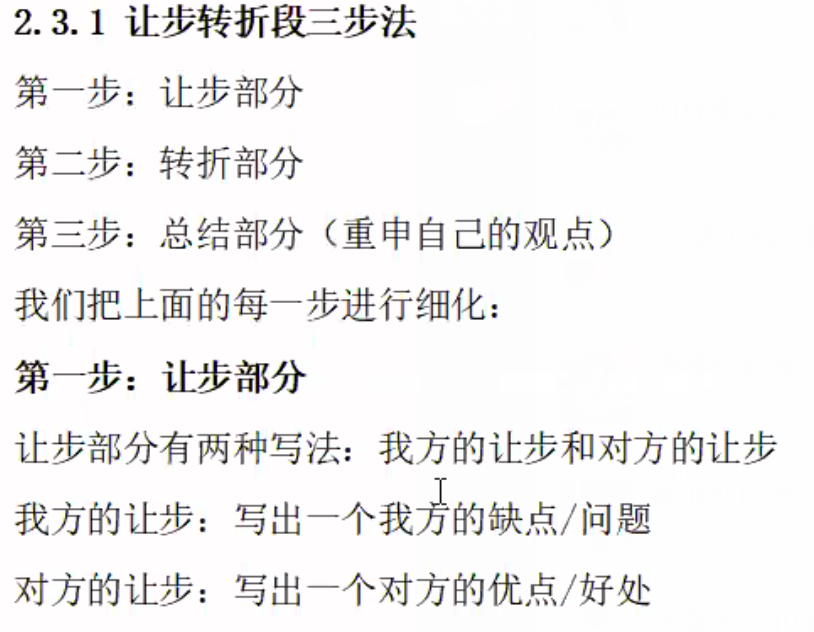 2.3.1 让步转折段三步法
第一步：让步部分
第二步：转折部分
第三步：总结部分（重申自己的观点）
我们把上面的每一步进行细化：
第一步：让步部分
让步部分有两种写法：我方的让步和对方的让步
我方的让步：写出一个我方的缺点/问题
对方的让步：写出一个对方的优点/好处